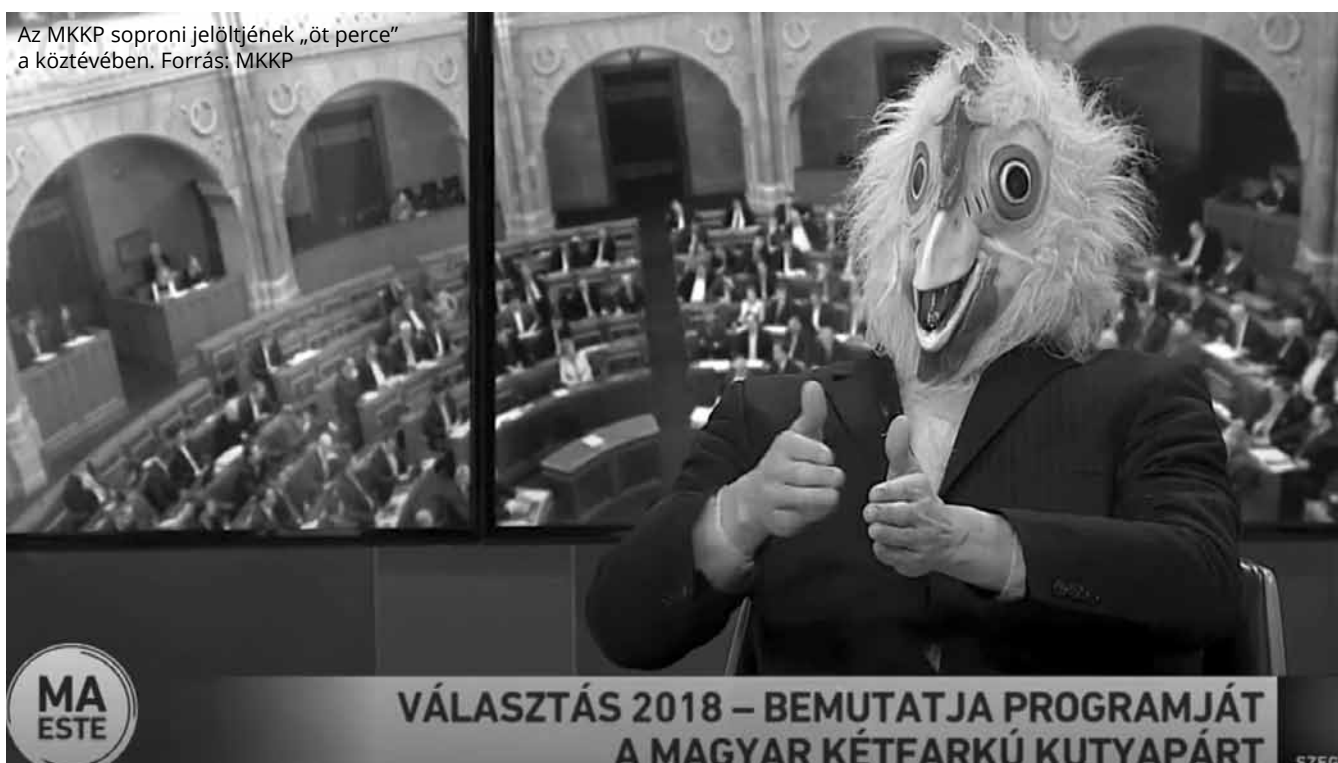 Az MKKP soproni jelöltjének „öt perce”
a köztévében. Forrás: MKKP
MA
ESTE
VÁLASZTÁS 2018 – BEMUTATJA PROGRAMJÁT
A MAGYAR KÉTFARKÚ KUTYAPÁRT